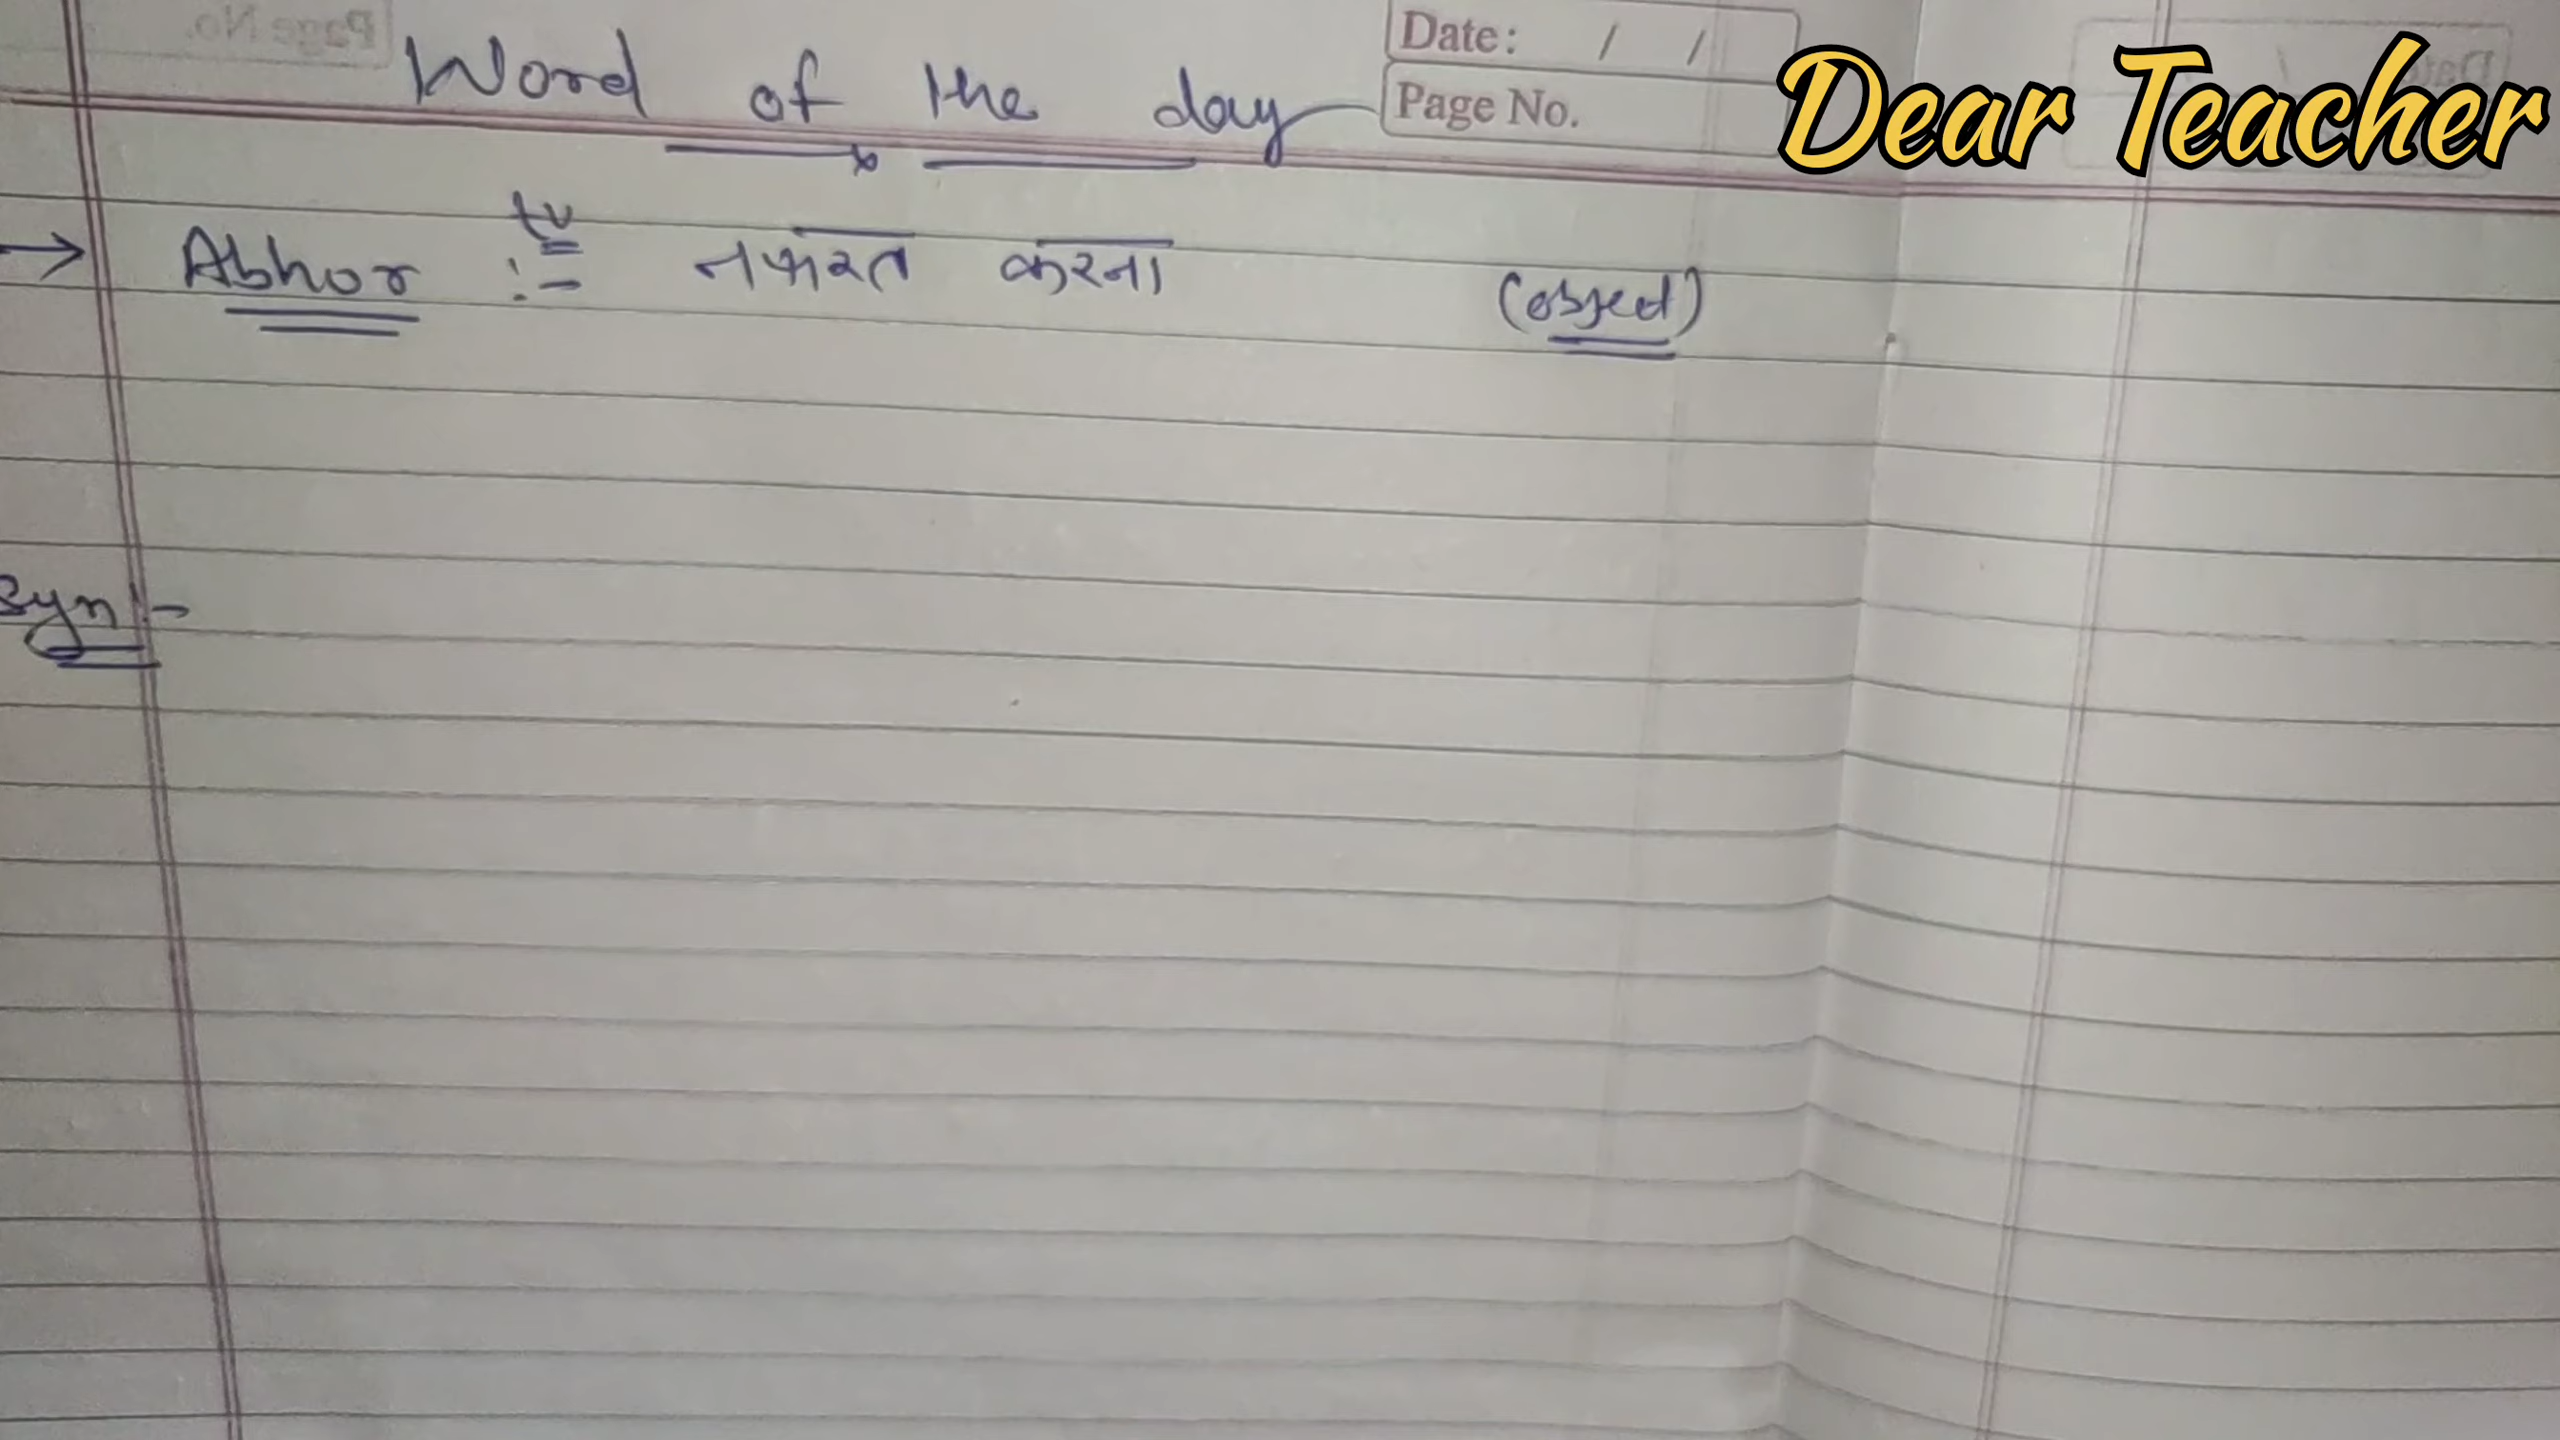 Page No.
Word of the day
Date: / /
Page No.
Dear Teacher
→ Abhor tv :- नफरत करना (object)
Syn :-